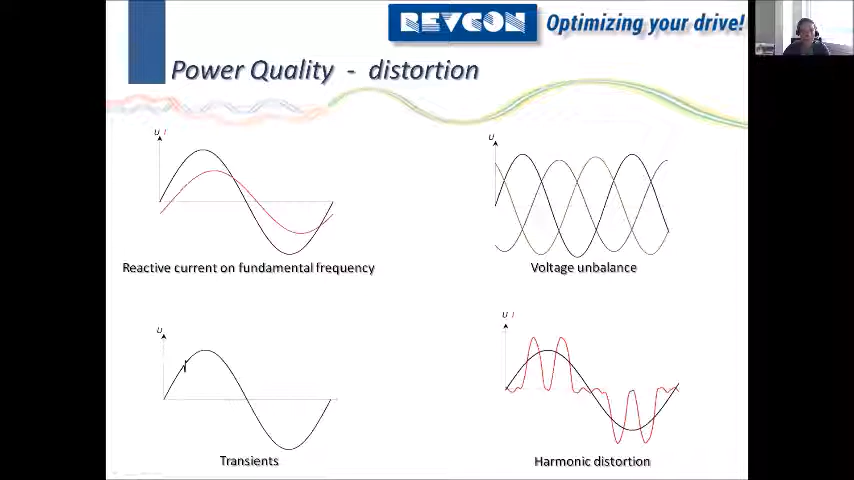 REVCON Optimizing your drive!
Power Quality - distortion
U I
U
Reactive current on fundamental frequency
Voltage unbalance
U
U I
Transients
Harmonic distortion